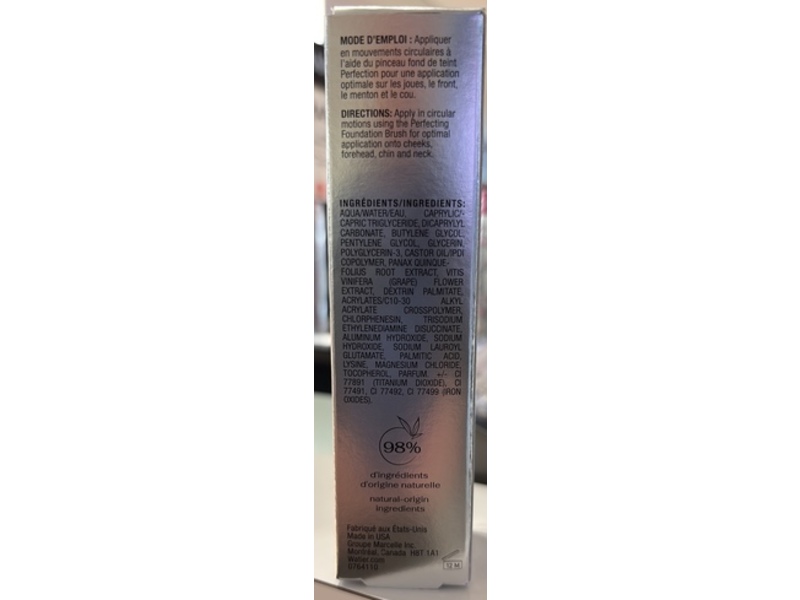 MODE D'EMPLOI : Appliquer
en mouvements circulaires à
l'aide du pinceau fond de teint
Perfection pour une application
optimale sur les joues, le front,
le menton et le cou.
DIRECTIONS: Apply in circular
motions using the Perfecting
Foundation Brush for optimal
application onto cheeks,
forehead, chin and neck.
INGRÉDIENTS/INGREDIENTS:
AQUA/WATER/EAU, CAPRYLIC/-
CAPRIC TRIGLYCERIDE, DICAPRYLYL
CARBONATE, BUTYLENE GLYCOL,
PENTYLENE GLYCOL, GLYCERIN,
POLYGLYCERIN-3, CASTOR OIL/IPDI
COPOLYMER, PANAX QUINQUE-
FOLIUS ROOT EXTRACT, VITIS
VINIFERA (GRAPE) FLOWER
EXTRACT, DEXTRIN PALMITATE,
ACRYLATES/C10-30 ALKYL
ACRYLATE CROSSPOLYMER,
CHLORPHENESIN, TRISODIUM
ETHYLENEDIAMINE DISUCCINATE,
ALUMINUM HYDROXIDE, SODIUM
HYDROXIDE, SODIUM LAUROYL
GLUTAMATE, PALMITIC ACID,
LYSINE, MAGNESIUM CHLORIDE,
TOCOPHEROL, PARFUM. +/- CI
77891 (TITANIUM DIOXIDE), CI
77491, CI 77492, CI 77499 (IRON
OXIDES).
98%
d'ingrédients
d'origine naturelle
natural-origin
ingredients
Fabriqué aux États-Unis
Made in USA
Groupe Marcelle Inc.
Montréal, Canada H8T 1A1
Watier.com
0764110
12 M